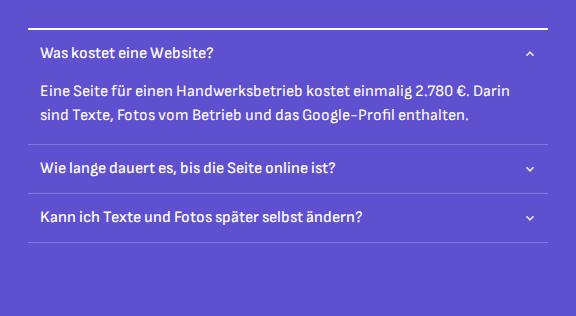 Was kostet eine Website?
Eine Seite für einen Handwerksbetrieb kostet einmalig 2.780 €. Darin
sind Texte, Fotos vom Betrieb und das Google-Profil enthalten.
Wie lange dauert es, bis die Seite online ist?
Kann ich Texte und Fotos später selbst ändern?